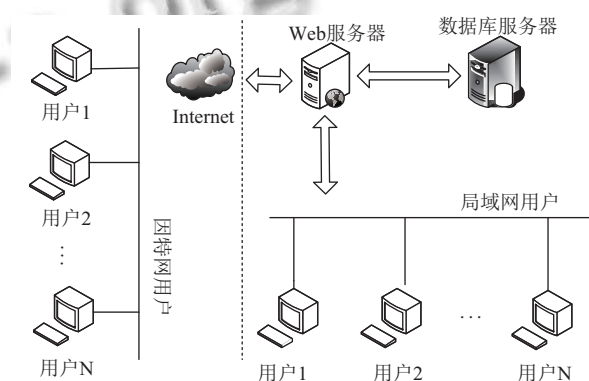 Web服务器
数据库服务器
用户1
Internet
用户2
⋮
因特网用户
用户N
局域网用户
用户1
用户2
…
用户N